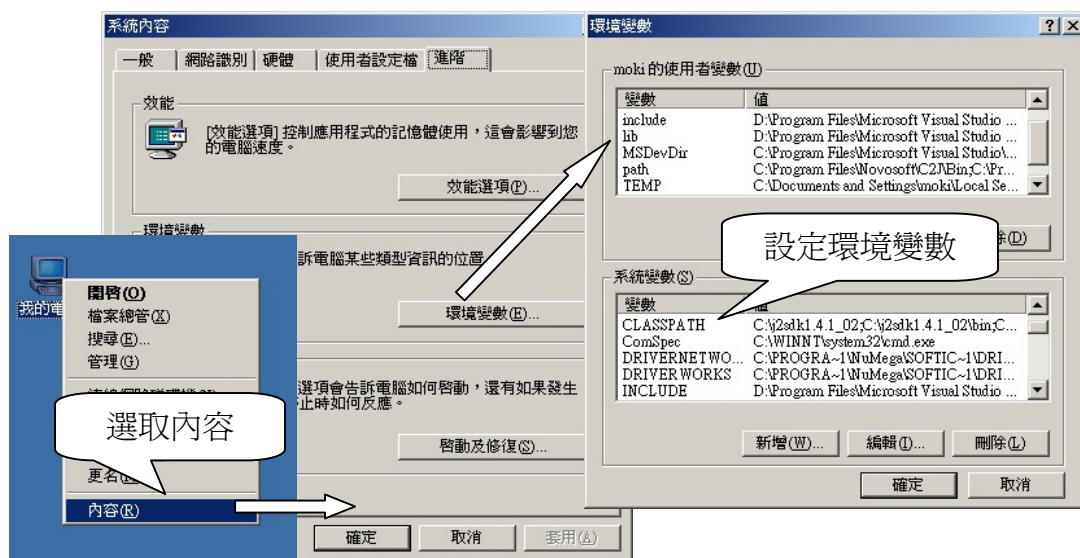 系統內容
一般
網路識別
硬體
使用者設定檔
進階
效能
[效能選項] 控制應用程式的記憶體使用，這會影響到您
的電腦速度。
效能選項(P)...
環境變數
訴電腦某些類型資訊的位置
環境變數(E)...
選項會告訴電腦如何啓動，還有如果發生
止時如何反應。
啓動及修復(S)...
確定
取消
套用(A)
我的電
開啓(O)
檔案總管(X)
搜尋(E)...
管理(G)
選取內容
更名
內容(R)
環境變數
moki 的使用者變數(U)
變數 值
include D:\Program Files\Microsoft Visual Studio ...
lib D:\Program Files\Microsoft Visual Studio ...
MSDevDir C:\Program Files\Microsoft Visual Studio\...
path C:\Program Files\Novosoft\C2J\Bin;C:\Pr...
TEMP C:\Documents and Settings\moki\Local Se...
除(D)
設定環境變數
系統變數(S)
變數 值
CLASSPATH C:\j2sdk1.4.1_02;C:\j2sdk1.4.1_02\bin;C...
ComSpec C:\WINNT\system32\cmd.exe
DRIVERNETWO... C:\PROGRA~1\NuMega\SOFTIC~1\DRI...
DRIVERWORKS C:\PROGRA~1\NuMega\SOFTIC~1\DRI...
INCLUDE D:\Program Files\Microsoft Visual Studio ...
新增(W)...
編輯(I)...
刪除(L)
確定
取消